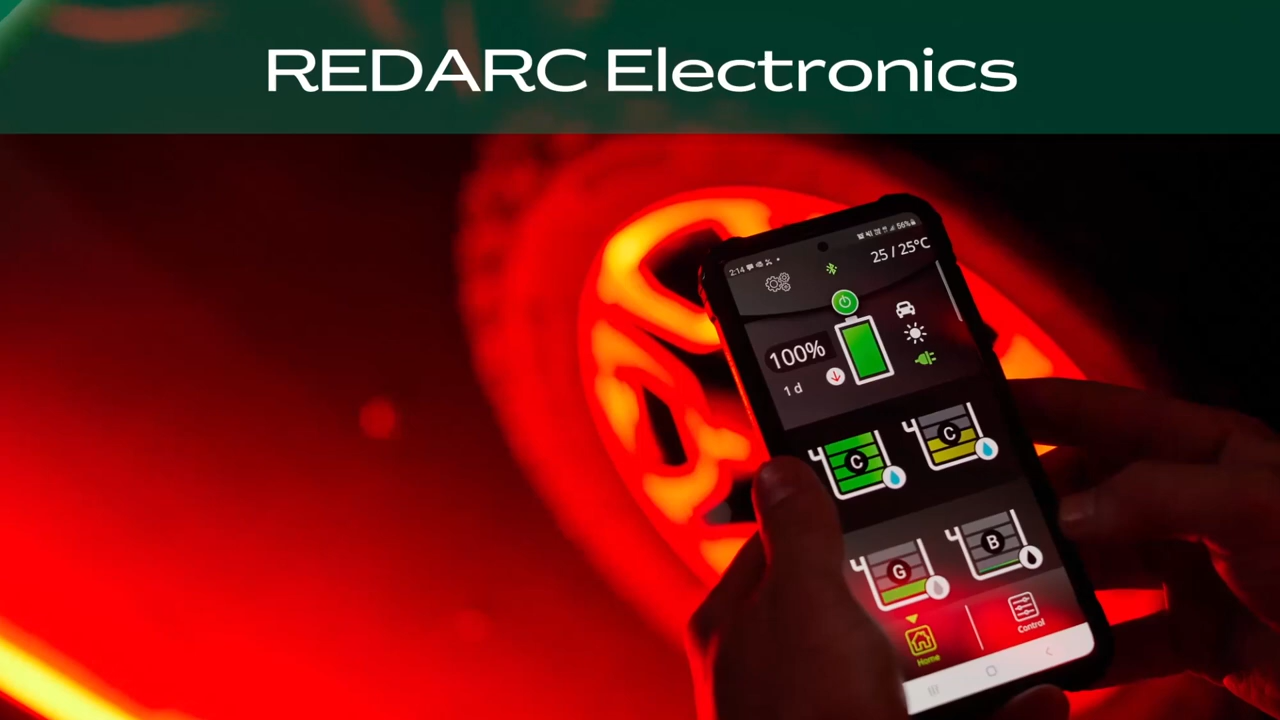 REDARC Electronics
2:14
56%
25 / 25°C
100%
1 d
C
C
G
B
Home
Control